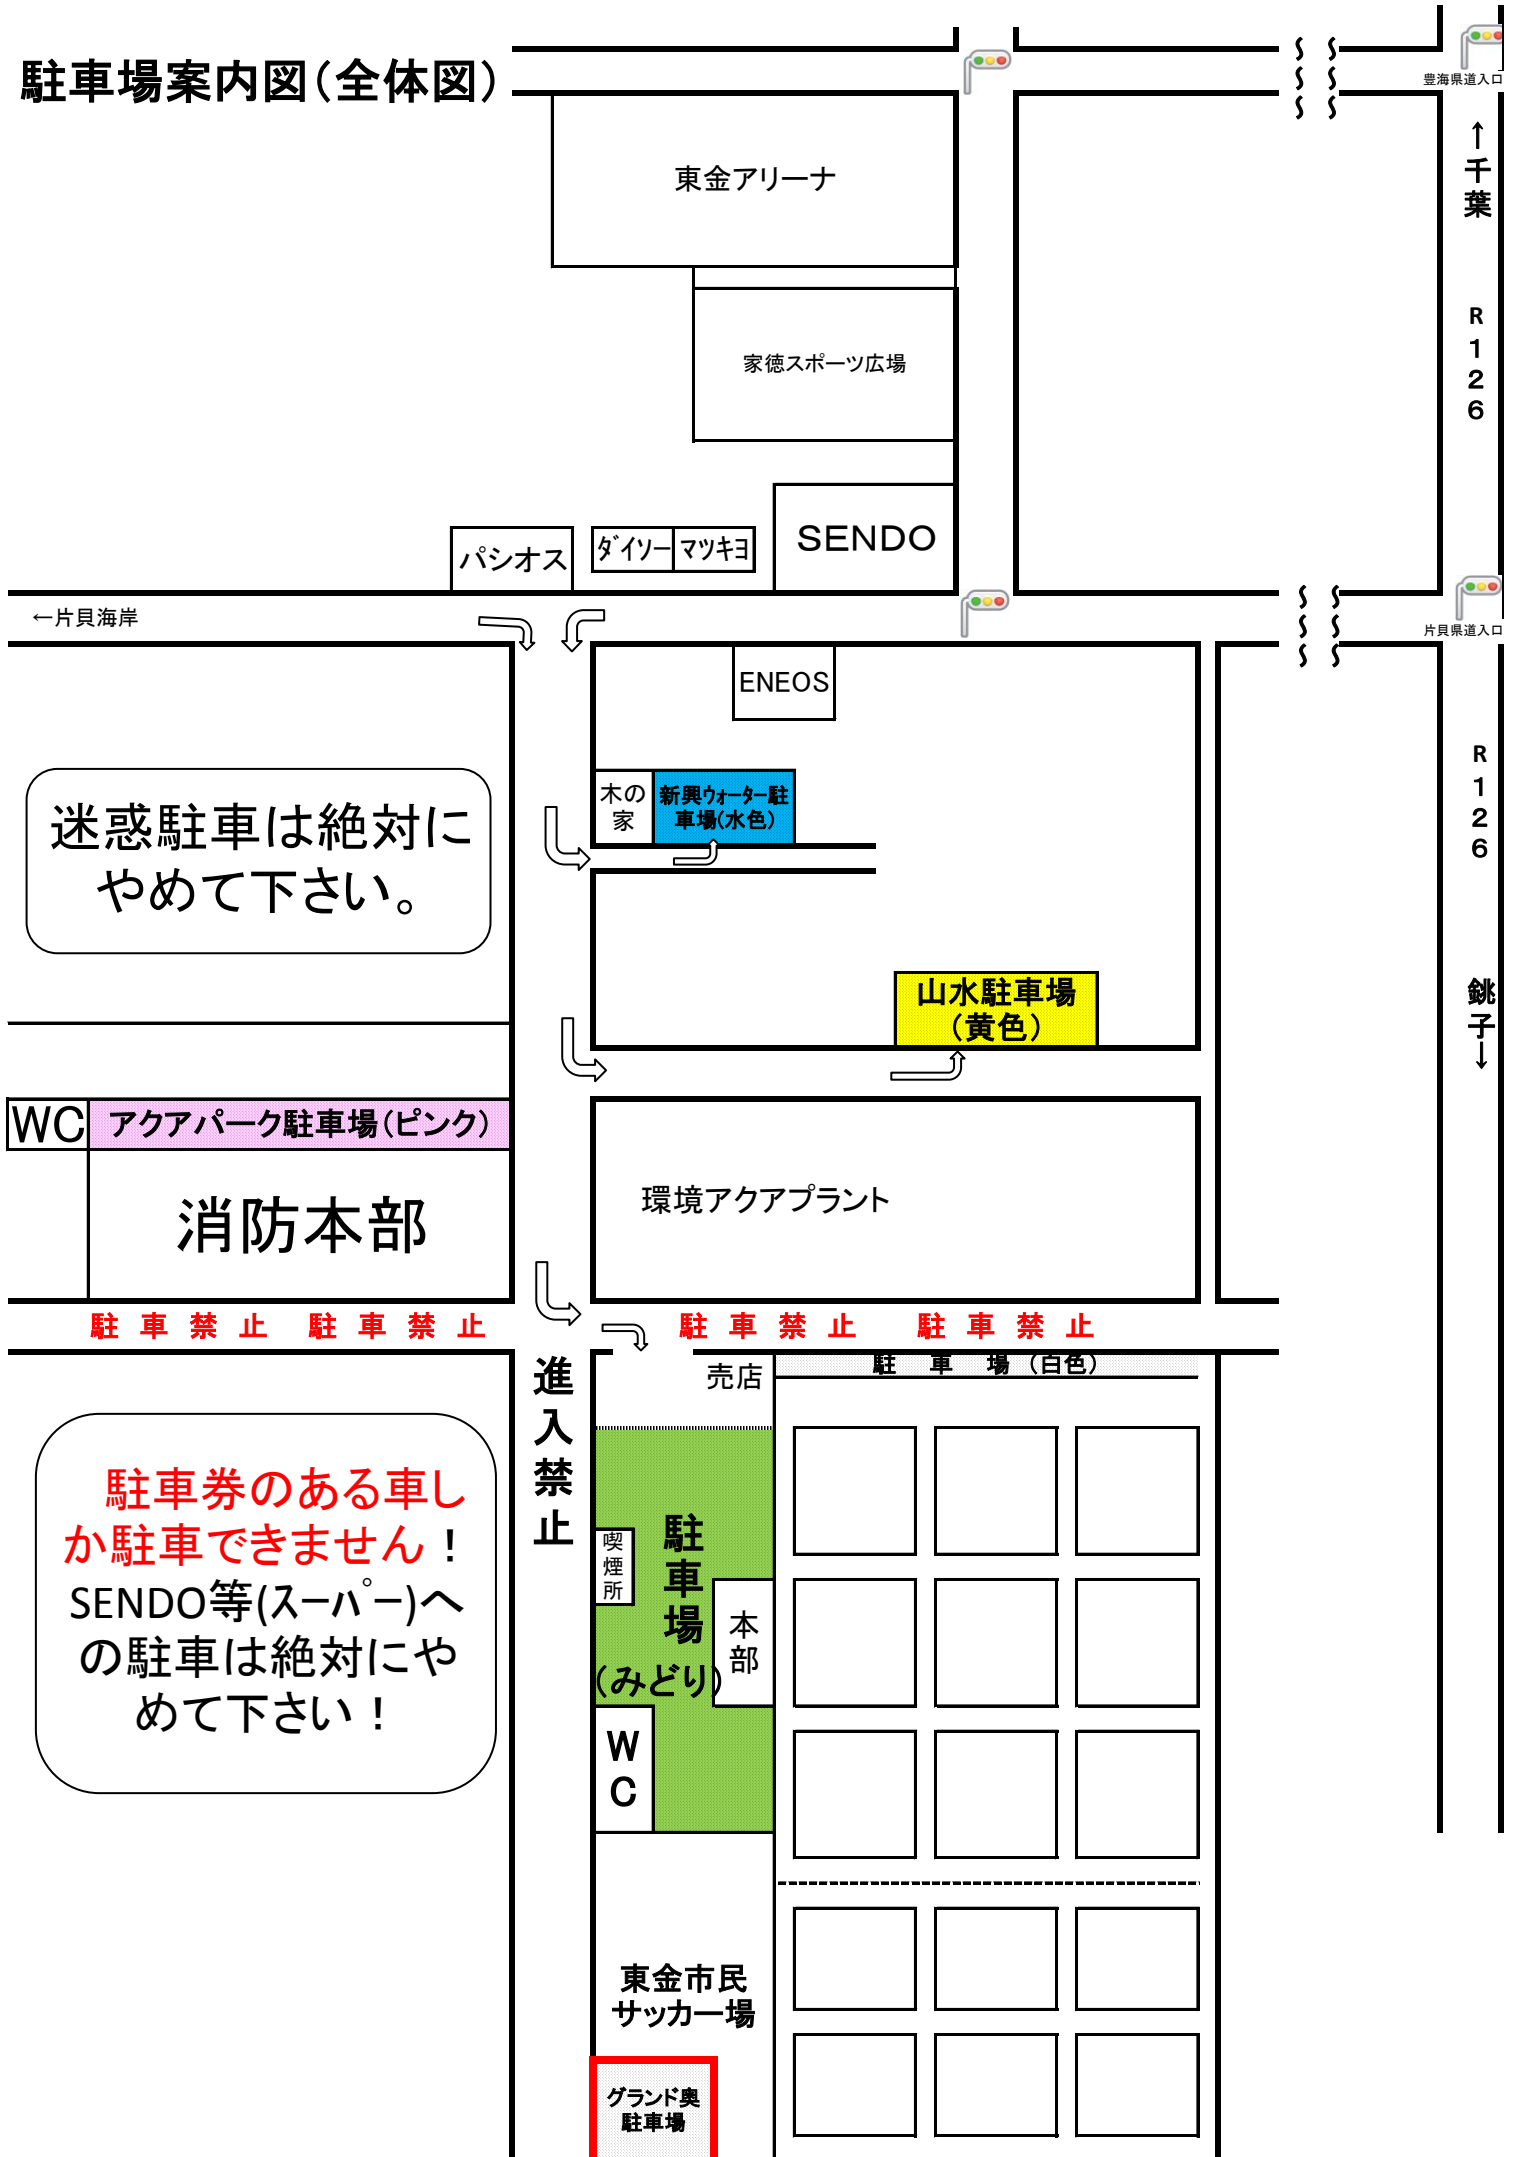 駐車場案内図(全体図)
豊海県道入口
←千葉
東金アリーナ
R126
家徳スポーツ広場
SENDO
ダイソー
マツキヨ
パシオス
←片貝海岸
片貝県道入口
ENEOS
R126
木の
家
新興ウォーター駐
車場(水色)
迷惑駐車は絶対に
やめて下さい。
山水駐車場
(黄色)
銚子→
WC
アクアパーク駐車場(ピンク)
環境アクアプラント
消防本部
駐車禁止 駐車禁止
駐車禁止 駐車禁止
進入禁止
売店
駐 車 場 (白色)
駐車券のある車し
か駐車できません!
SENDO等(スーパー)へ
の駐車は絶対にや
めて下さい!
喫煙所
駐車場
(みどり)
本部
WC
東金市民
サッカー場
グランド奥
駐車場